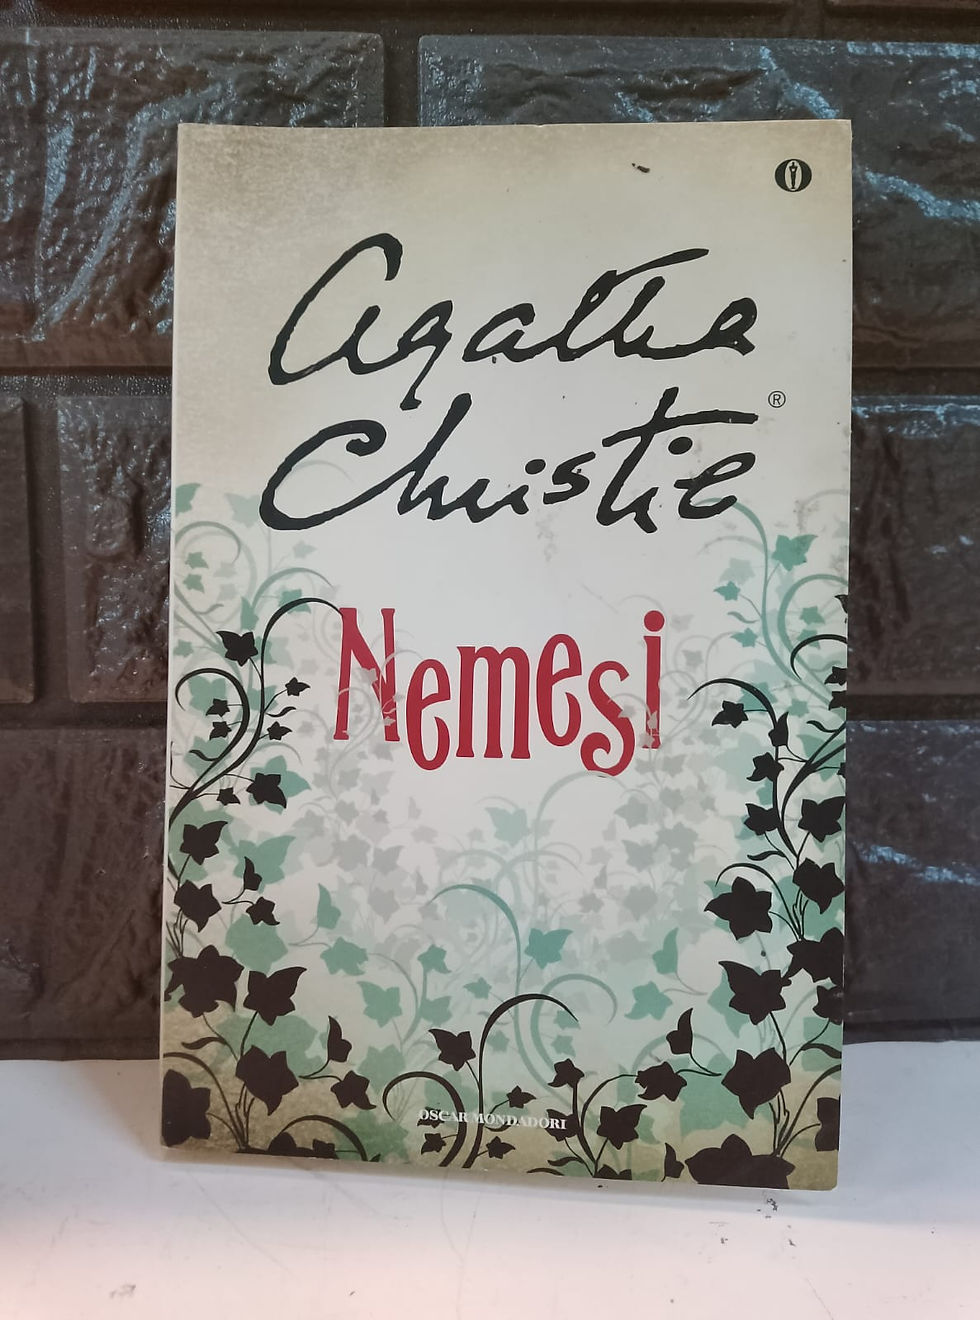 Agatha
Christie®
Nemesi
OSCAR MONDADORI